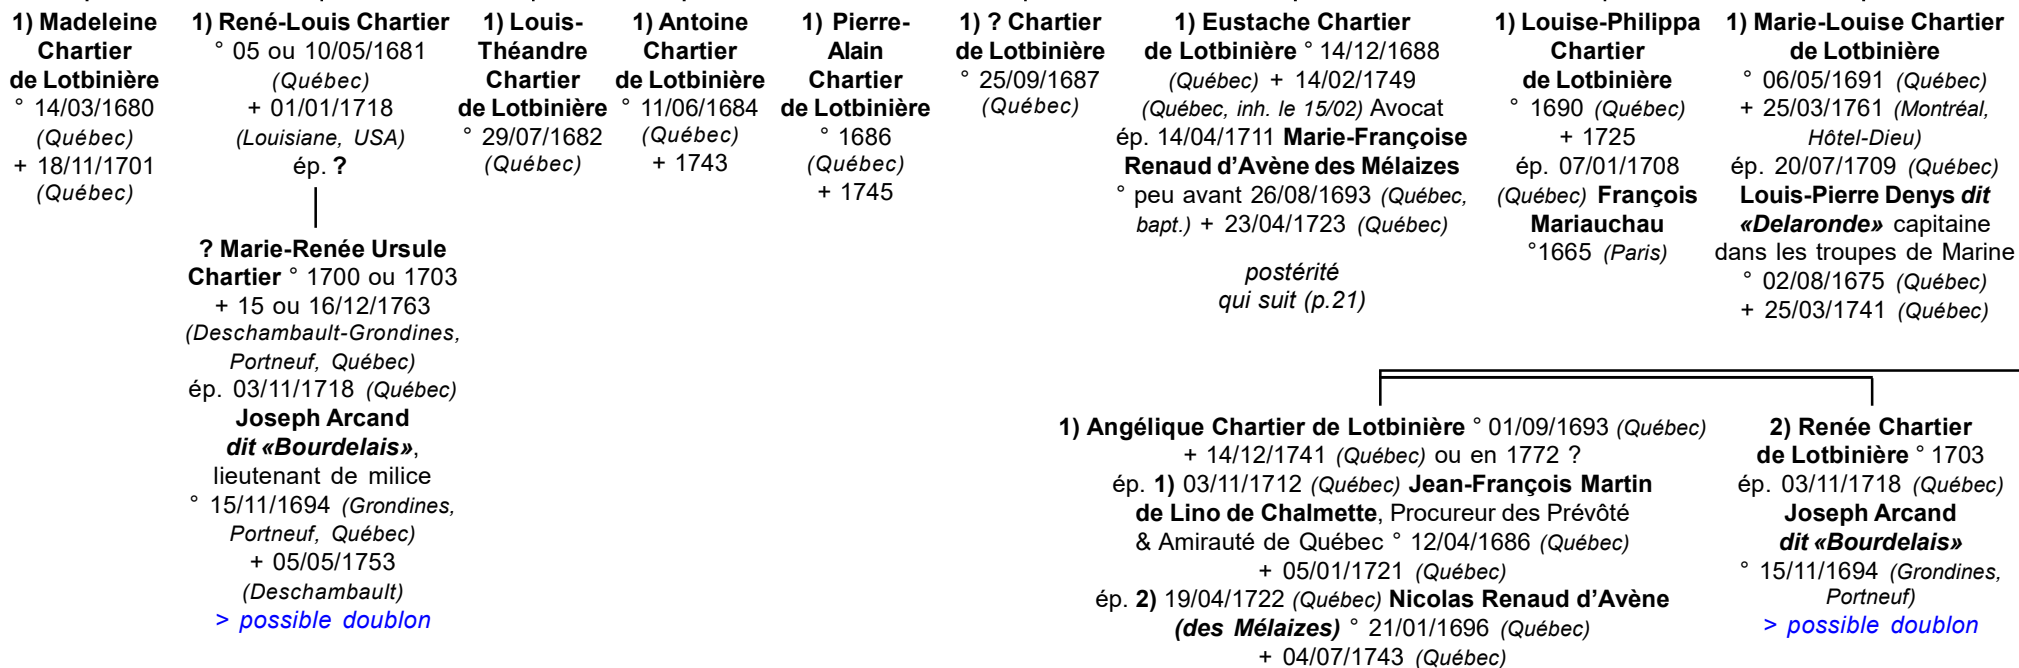 1) Madeleine
Chartier
de Lotbinière
° 14/03/1680
(Québec)
+ 18/11/1701
(Québec)
1) René-Louis Chartier
° 05 ou 10/05/1681
(Québec)
+ 01/01/1718
(Louisiane, USA)
ép. ?
? Marie-Renée Ursule
Chartier ° 1700 ou 1703
+ 15 ou 16/12/1763
(Deschambault-Grondines,
Portneuf, Québec)
ép. 03/11/1718 (Québec)
Joseph Arcand
dit «Bourdelais»,
lieutenant de milice
° 15/11/1694 (Grondines,
Portneuf, Québec)
+ 05/05/1753
(Deschambault)
> possible doublon
1) Louis-
Théandre
Chartier
de Lotbinière
° 29/07/1682
(Québec)
1) Antoine
Chartier
de Lotbinière
° 11/06/1684
(Québec)
+ 1743
1) Pierre-
Alain
Chartier
de Lotbinière
° 1686
(Québec)
+ 1745
1) ? Chartier
de Lotbinière
° 25/09/1687
(Québec)
1) Eustache Chartier
de Lotbinière ° 14/12/1688
(Québec) + 14/02/1749
(Québec, inh. le 15/02) Avocat
ép. 14/04/1711 Marie-Françoise
Renaud d’Avène des Mélaizes
° peu avant 26/08/1693 (Québec,
bapt.) + 23/04/1723 (Québec)
postérité
qui suit (p.21)
1) Louise-Philippa
Chartier
de Lotbinière
° 1690 (Québec)
+ 1725
ép. 07/01/1708
(Québec) François
Mariauchau
°1665 (Paris)
1) Marie-Louise Chartier
de Lotbinière
° 06/05/1691 (Québec)
+ 25/03/1761 (Montréal,
Hôtel-Dieu)
ép. 20/07/1709 (Québec)
Louis-Pierre Denys dit
«Delaronde» capitaine
dans les troupes de Marine
° 02/08/1675 (Québec)
+ 25/03/1741 (Québec)
1) Angélique Chartier de Lotbinière ° 01/09/1693 (Québec)
+ 14/12/1741 (Québec) ou en 1772 ?
ép. 1) 03/11/1712 (Québec) Jean-François Martin
de Lino de Chalmette, Procureur des Prévôté
& Amirauté de Québec ° 12/04/1686 (Québec)
+ 05/01/1721 (Québec)
ép. 2) 19/04/1722 (Québec) Nicolas Renaud d’Avène
(des Mélaizes) ° 21/01/1696 (Québec)
+ 04/07/1743 (Québec)
2) Renée Chartier
de Lotbinière ° 1703
ép. 03/11/1718 (Québec)
Joseph Arcand
dit «Bourdelais»
° 15/11/1694 (Grondines,
Portneuf)
> possible doublon